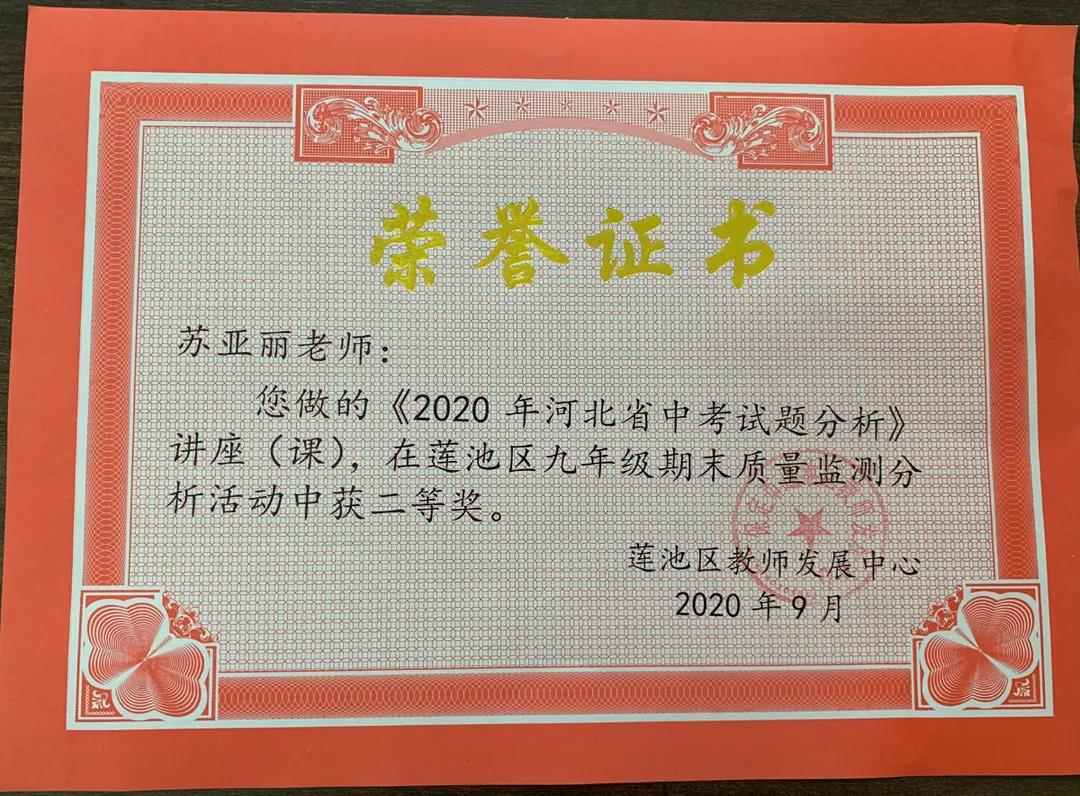 荣誉证书
苏亚丽老师：
您做的《2020 年河北省中考试题分析》
讲座（课），在莲池区九年级期末质量监测分
析活动中获二等奖。
莲池区教师发展中心
2020 年 9 月